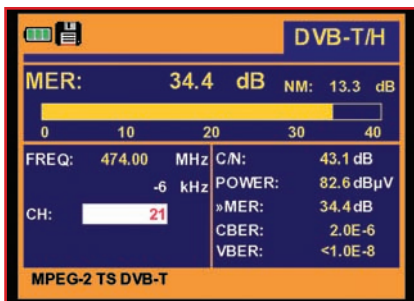 DVB-T/H
MER: 34.4 dB NM: 13.3 dB
0 10 20 30 40
FREQ: 474.00 MHz
-6 kHz
CH: 21
C/N: 43.1 dB
POWER: 82.6 dBµV
»MER: 34.4 dB
CBER: 2.0E-6
VBER: <1.0E-8
MPEG-2 TS DVB-T